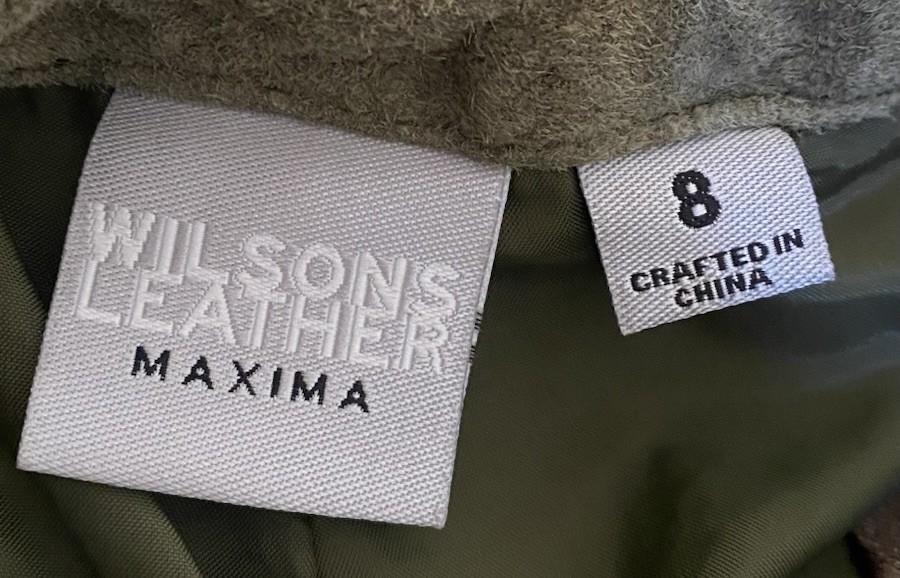 WILSONS
LEATHER
MAXIMA
8
CRAFTED IN
CHINA